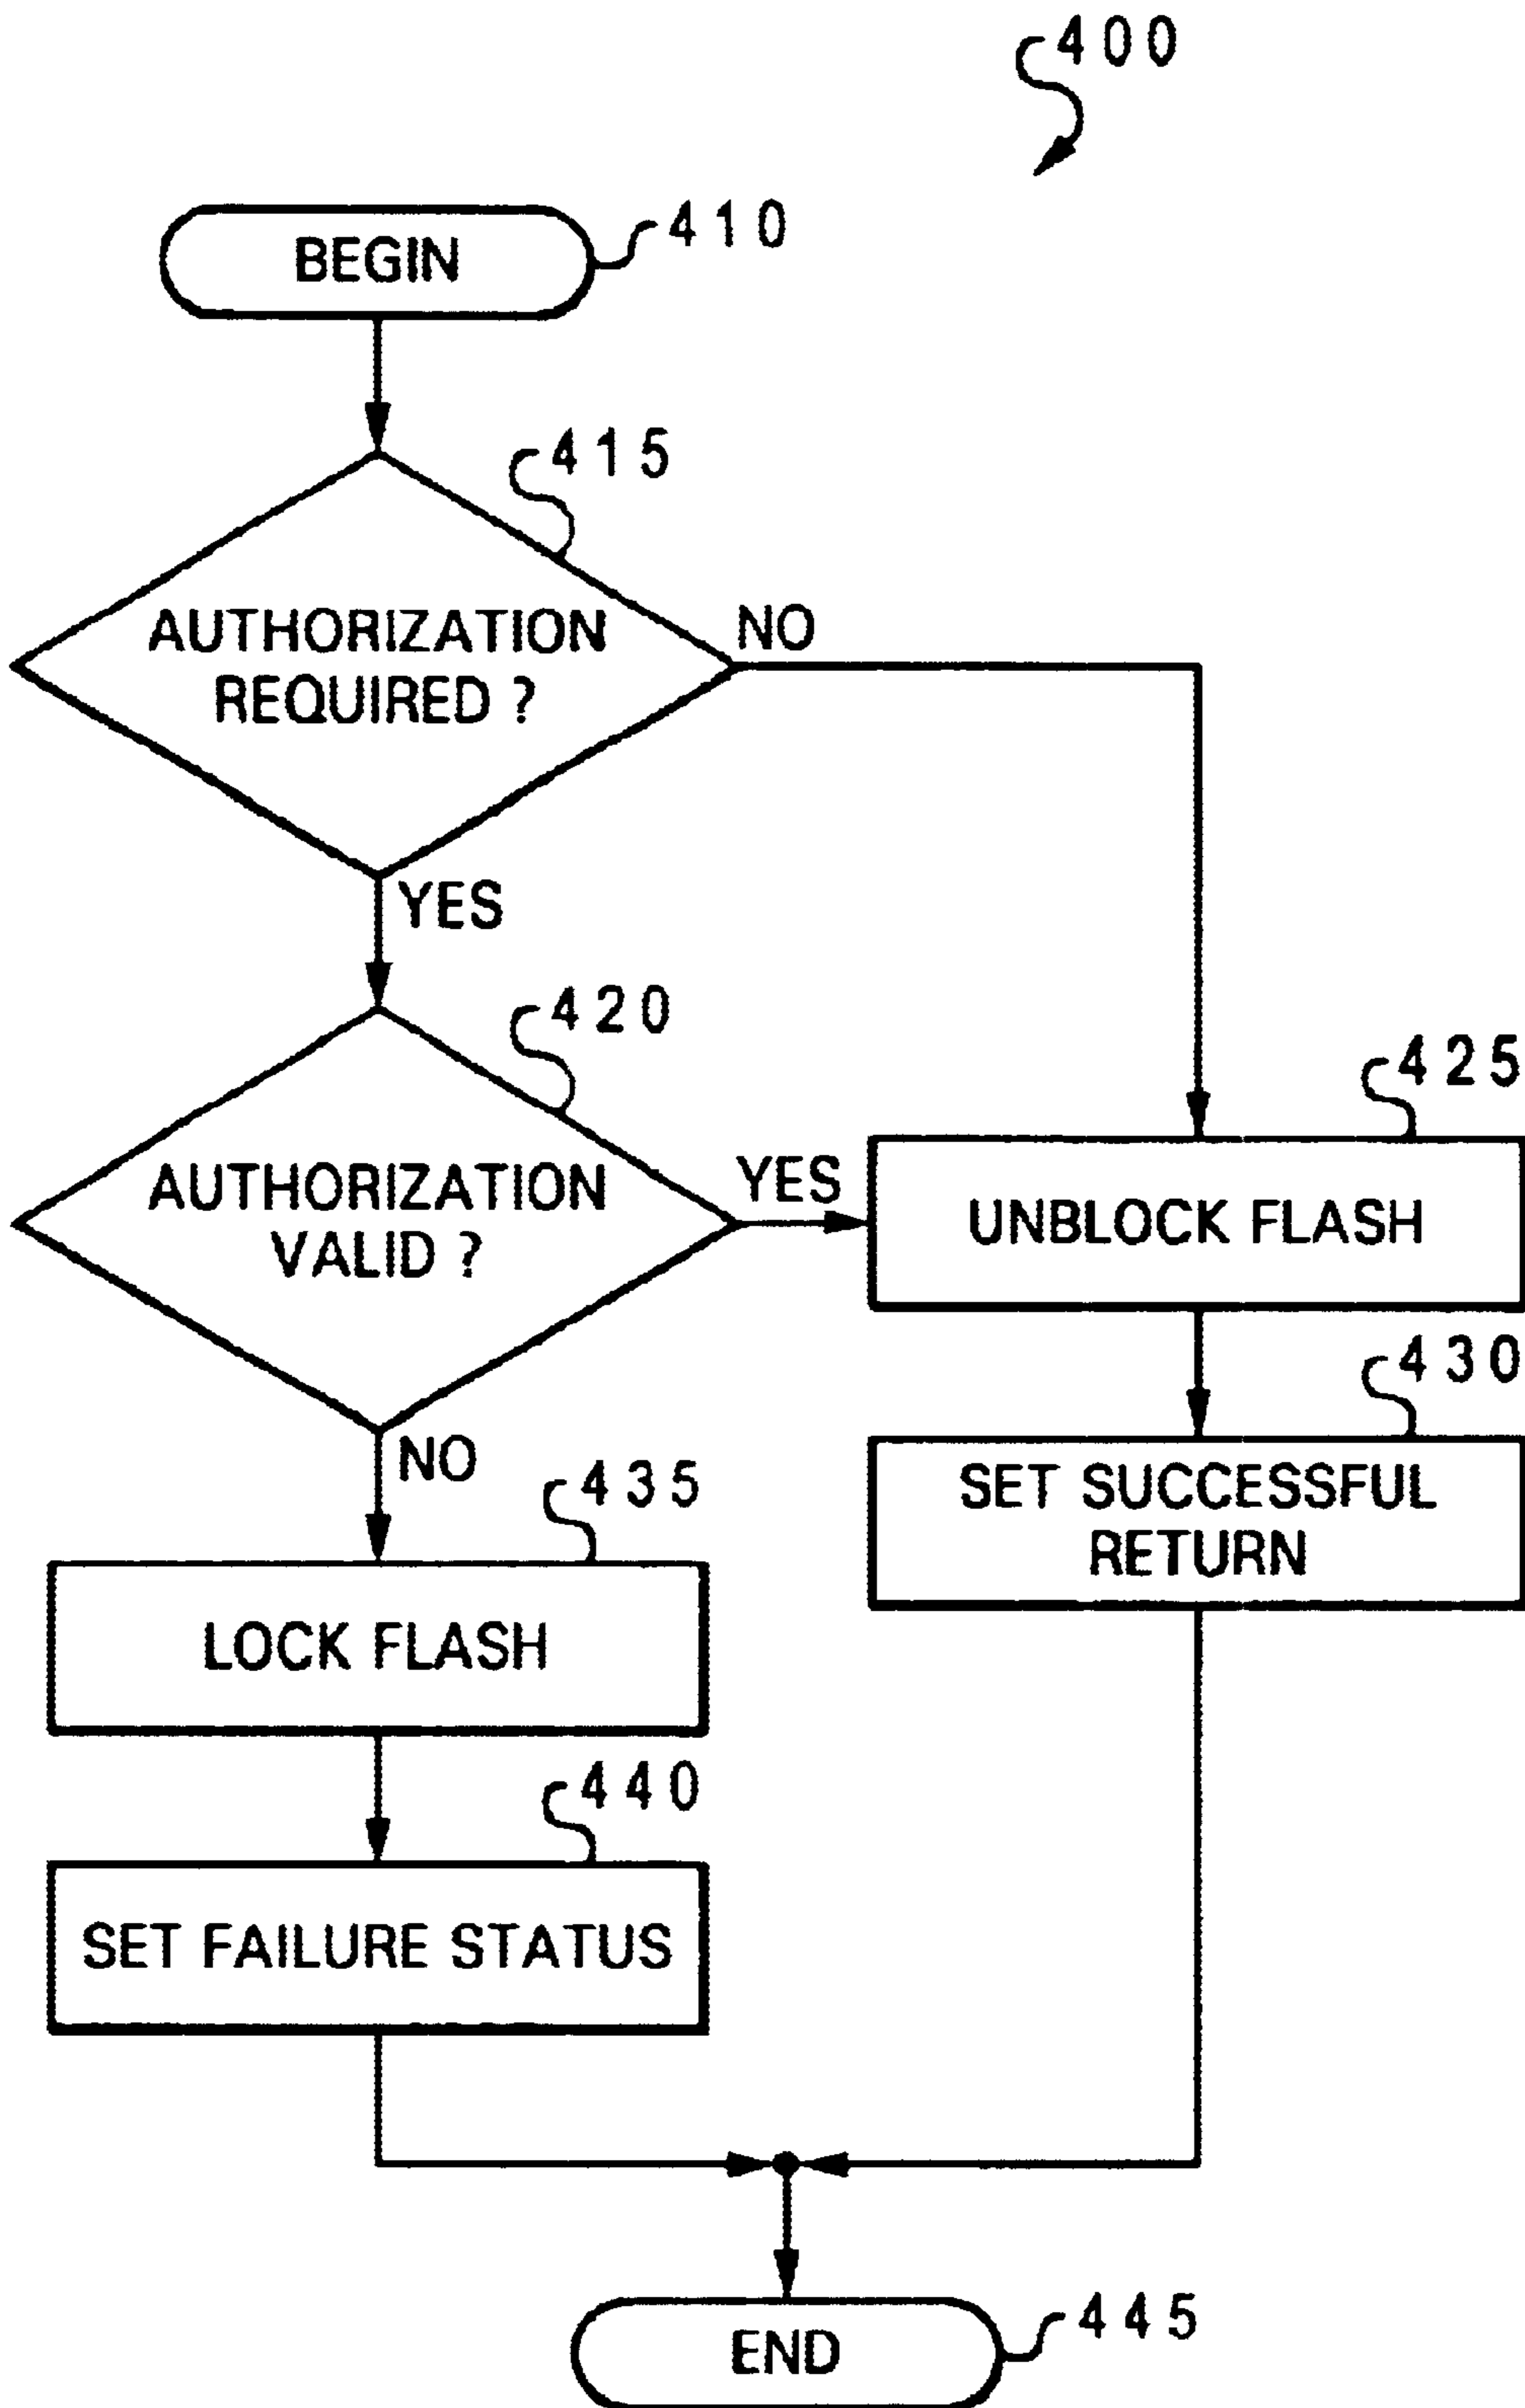 400
BEGIN
410
415
AUTHORIZATION
REQUIRED ?
NO
YES
420
AUTHORIZATION
VALID ?
YES
425
UNBLOCK FLASH
430
SET SUCCESSFUL
RETURN
NO
435
LOCK FLASH
440
SET FAILURE STATUS
END
445